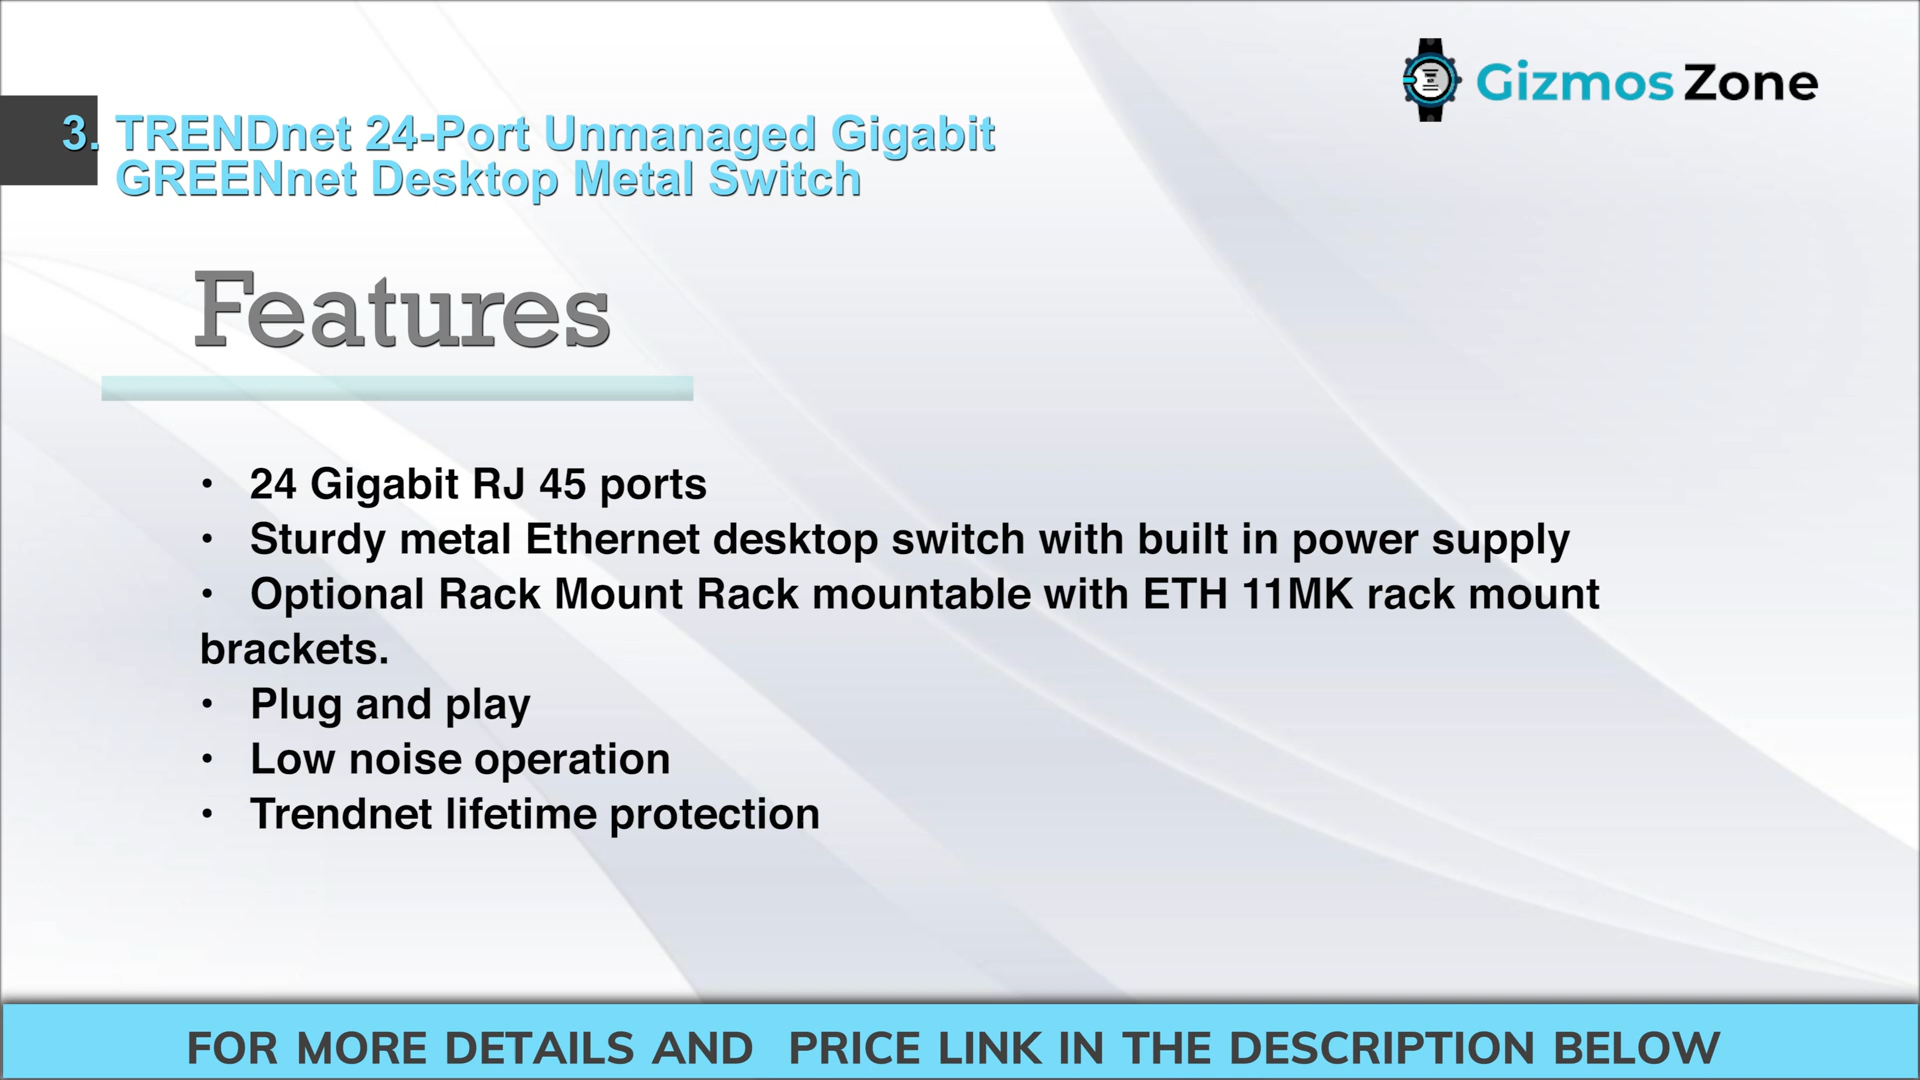 Gizmos Zone
3. TRENDnet 24-Port Unmanaged Gigabit
GREENnet Desktop Metal Switch
Features
• 24 Gigabit RJ 45 ports
• Sturdy metal Ethernet desktop switch with built in power supply
• Optional Rack Mount Rack mountable with ETH 11MK rack mount
brackets.
• Plug and play
• Low noise operation
• Trendnet lifetime protection
FOR MORE DETAILS AND  PRICE LINK IN THE DESCRIPTION BELOW